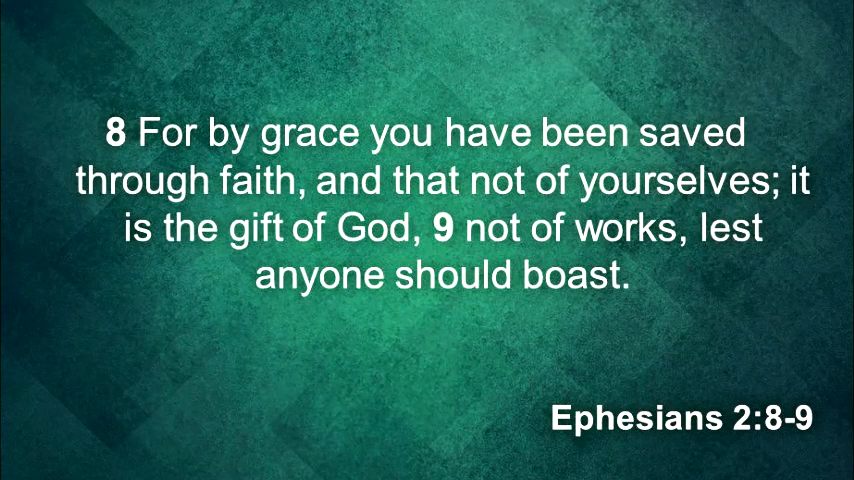 8 For by grace you have been saved
through faith, and that not of yourselves; it
is the gift of God, 9 not of works, lest
anyone should boast.
Ephesians 2:8-9